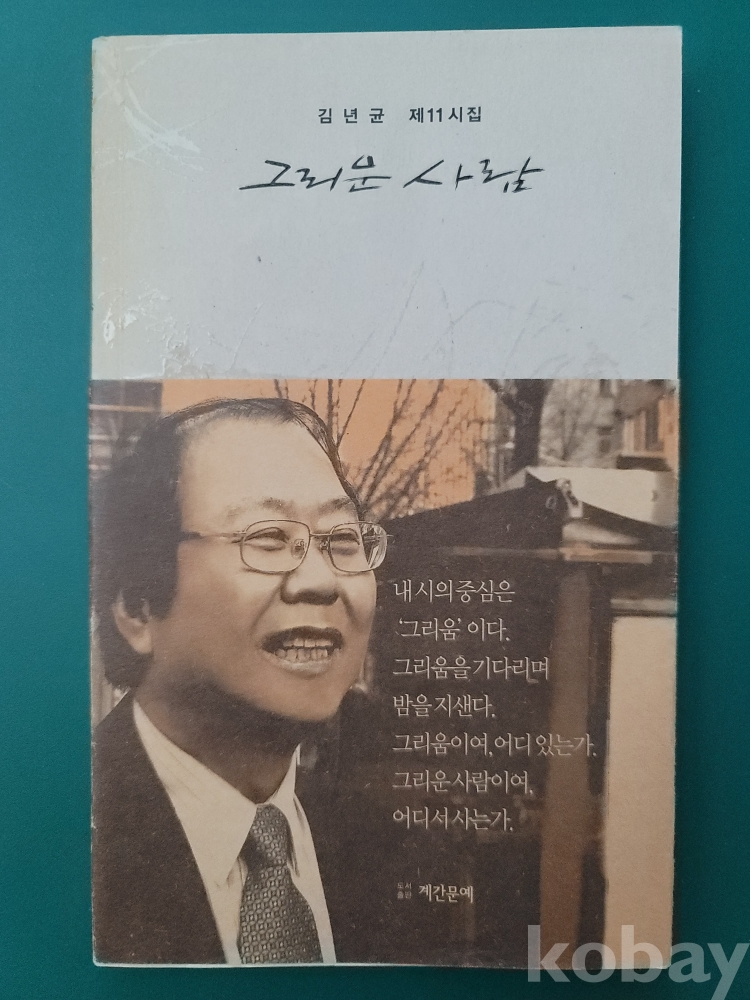 김년균 제11시집
그리운 사람
내 시의 중심은
'그리움' 이다.
그리움을 기다리며
밤을 지샌다.
그리움이여, 어디 있는가.
그리운 사람이여,
어디서 사는가.
도서
출판 계간문예
kobay